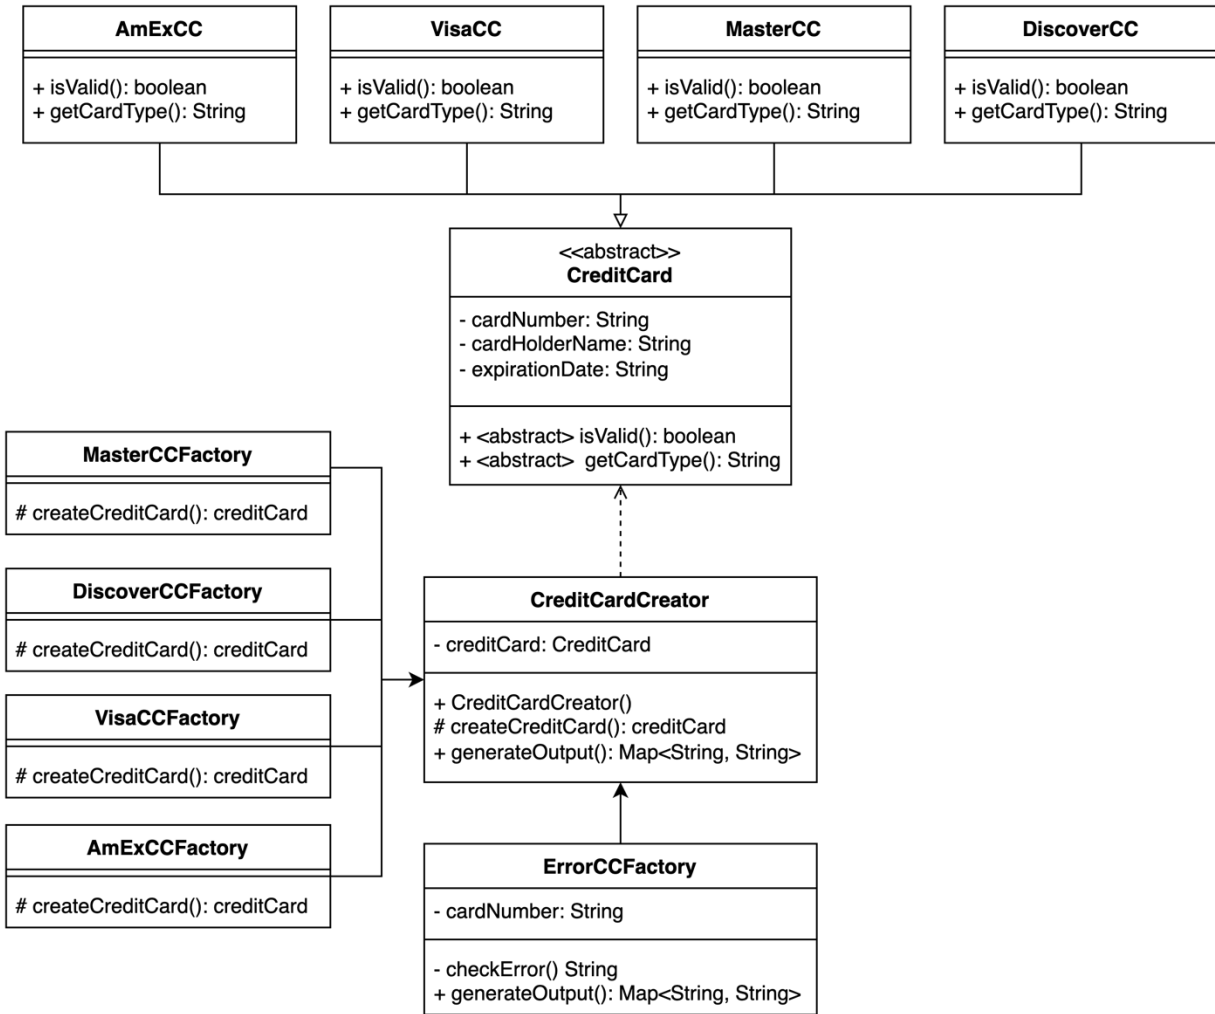 AmExCC
+ isValid(): boolean
+ getCardType(): String
VisaCC
+ isValid(): boolean
+ getCardType(): String
MasterCC
+ isValid(): boolean
+ getCardType(): String
DiscoverCC
+ isValid(): boolean
+ getCardType(): String
<<abstract>>
CreditCard
- cardNumber: String
- cardHolderName: String
- expirationDate: String
+ <abstract> isValid(): boolean
+ <abstract> getCardType(): String
MasterCCFactory
# createCreditCard(): creditCard
DiscoverCCFactory
# createCreditCard(): creditCard
VisaCCFactory
# createCreditCard(): creditCard
AmExCCFactory
# createCreditCard(): creditCard
CreditCardCreator
- creditCard: CreditCard
+ CreditCardCreator()
# createCreditCard(): creditCard
+ generateOutput(): Map<String, String>
ErrorCCFactory
- cardNumber: String
- checkError() String
+ generateOutput(): Map<String, String>